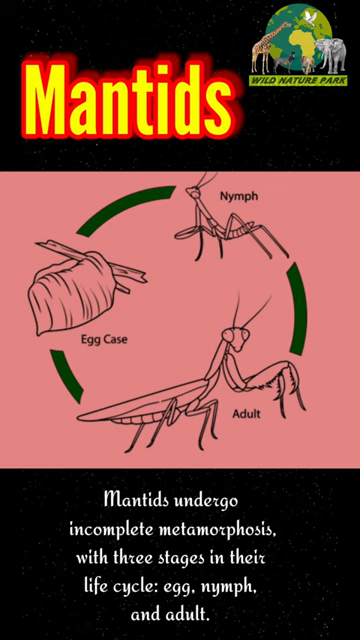 WILD NATURE PARK
Mantids
Nymph
Egg Case
Adult
Mantids undergo
incomplete metamorphosis,
with three stages in their
life cycle: egg, nymph,
and adult.